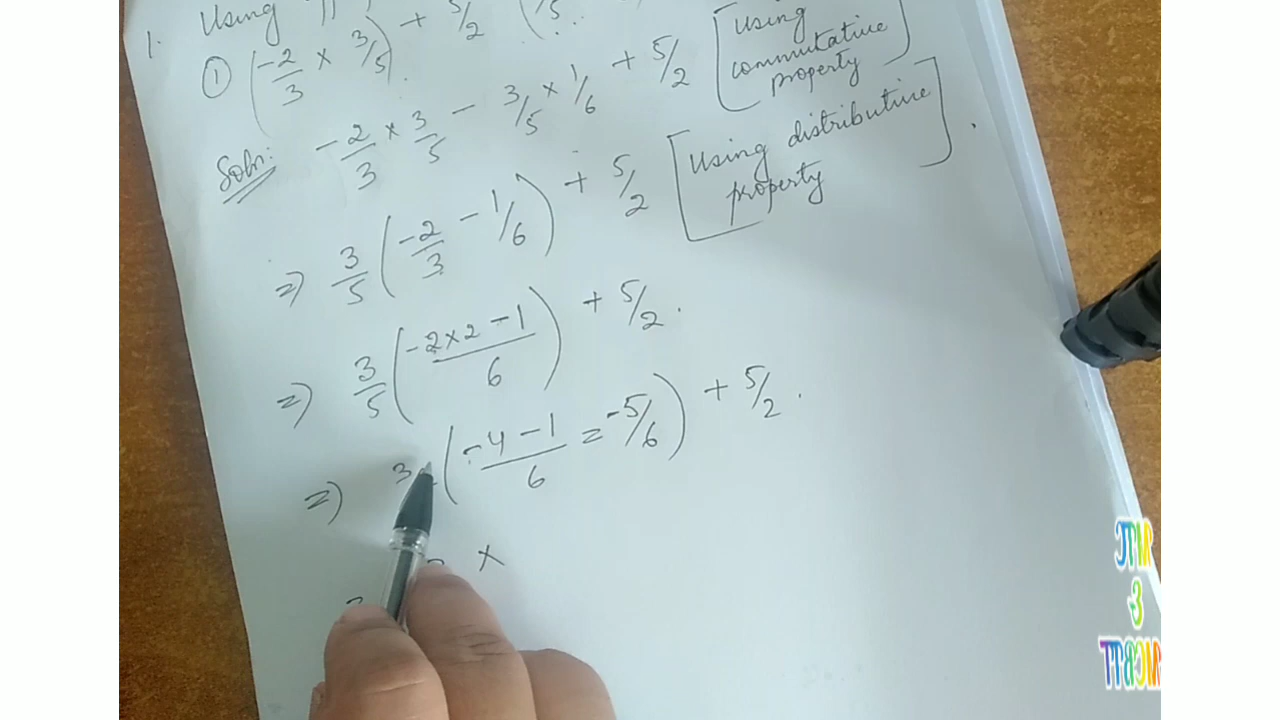 1. Using
① (-2/3 × 3/5) + 5/2
Soln: -2/3 × 3/5 - 3/5 × 1/6 + 5/2 [Using commutative property]
=) 3/5 (-2/3 - 1/6) + 5/2 [Using distributive property].
=) 3/5 (-2×2 - 1/6) + 5/2.
=) 3 (-4 - 1/6 = -5/6) + 5/2.
×